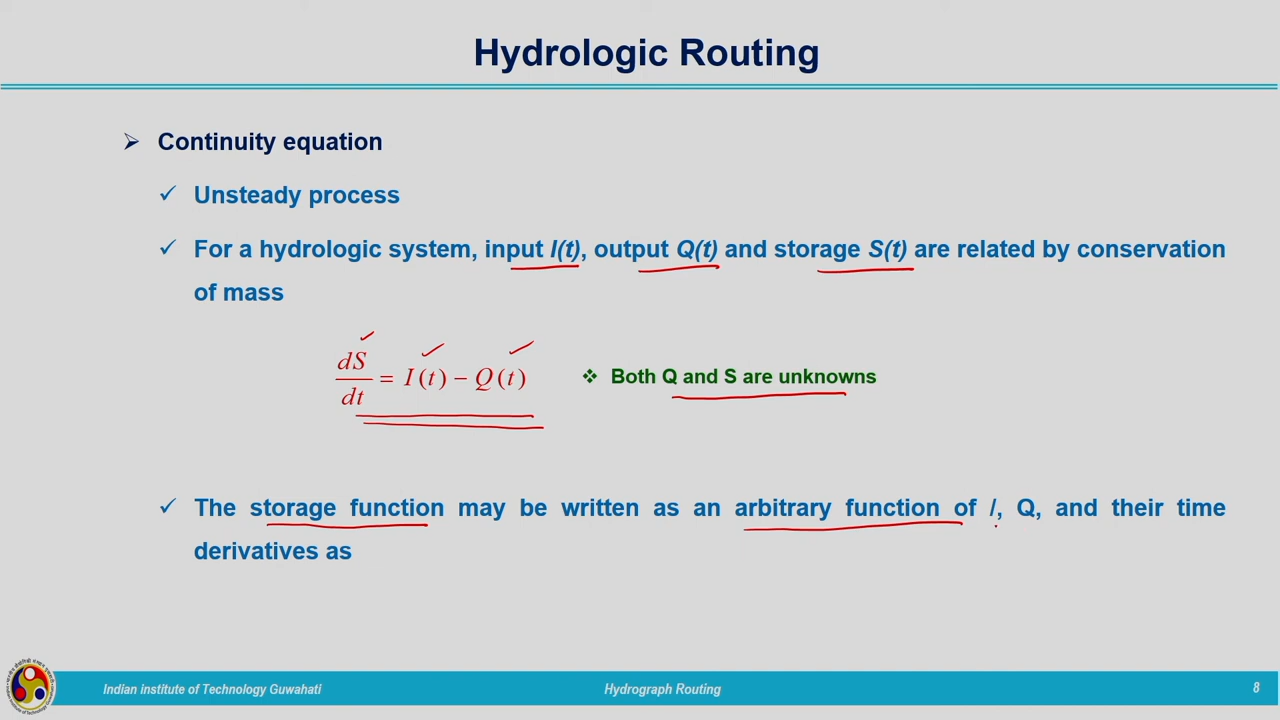 Hydrologic Routing
Continuity equation
Unsteady process
For a hydrologic system, input I(t), output Q(t) and storage S(t) are related by conservation
of mass
dS/dt = I(t) − Q(t)
Both Q and S are unknowns
The storage function may be written as an arbitrary function of I, Q, and their time
derivatives as
Indian institute of Technology Guwahati
Hydrograph Routing
8